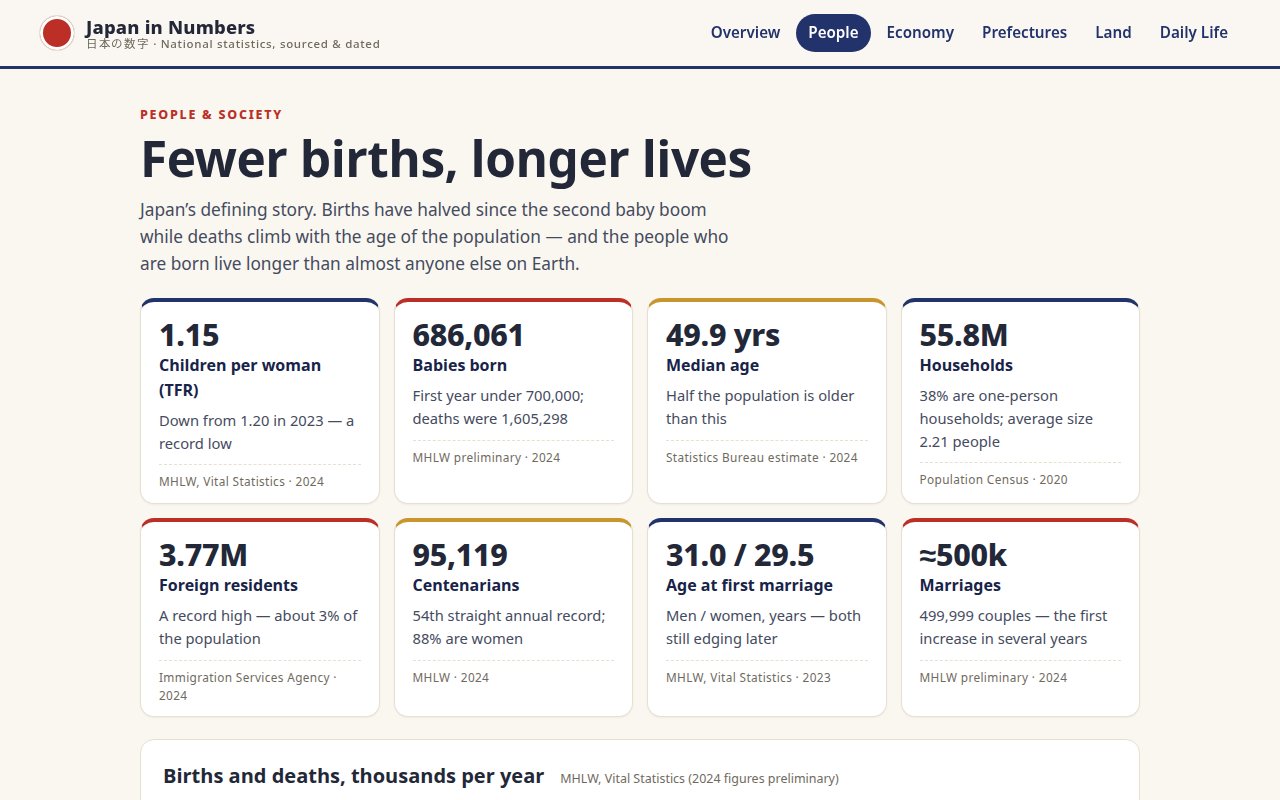 Japan in Numbers
日本の数字 · National statistics, sourced & dated
Overview
People
Economy
Prefectures
Land
Daily Life
PEOPLE & SOCIETY
Fewer births, longer lives
Japan’s defining story. Births have halved since the second baby boom
while deaths climb with the age of the population — and the people who
are born live longer than almost anyone else on Earth.
1.15
Children per woman
(TFR)
Down from 1.20 in 2023 — a
record low
MHLW, Vital Statistics · 2024
686,061
Babies born
First year under 700,000;
deaths were 1,605,298
MHLW preliminary · 2024
49.9 yrs
Median age
Half the population is older
than this
Statistics Bureau estimate · 2024
55.8M
Households
38% are one-person
households; average size
2.21 people
Population Census · 2020
3.77M
Foreign residents
A record high — about 3% of
the population
Immigration Services Agency ·
2024
95,119
Centenarians
54th straight annual record;
88% are women
MHLW · 2024
31.0 / 29.5
Age at first marriage
Men / women, years — both
still edging later
MHLW, Vital Statistics · 2023
≈500k
Marriages
499,999 couples — the first
increase in several years
MHLW preliminary · 2024
Births and deaths, thousands per year
MHLW, Vital Statistics (2024 figures preliminary)